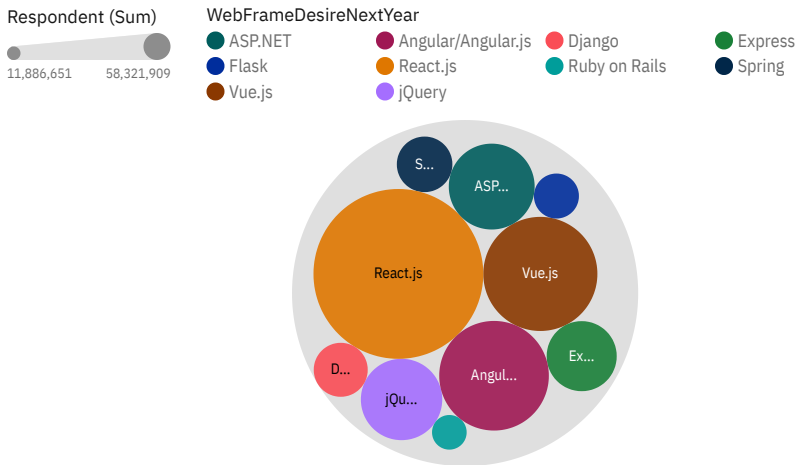 Respondent (Sum)
11,886,651 58,321,909
WebFrameDesireNextYear
ASP.NET Angular/Angular.js Django Express
Flask React.js Ruby on Rails Spring
Vue.js jQuery
S...
ASP...
React.js
Vue.js
Ex...
D...
Angul...
jQu...